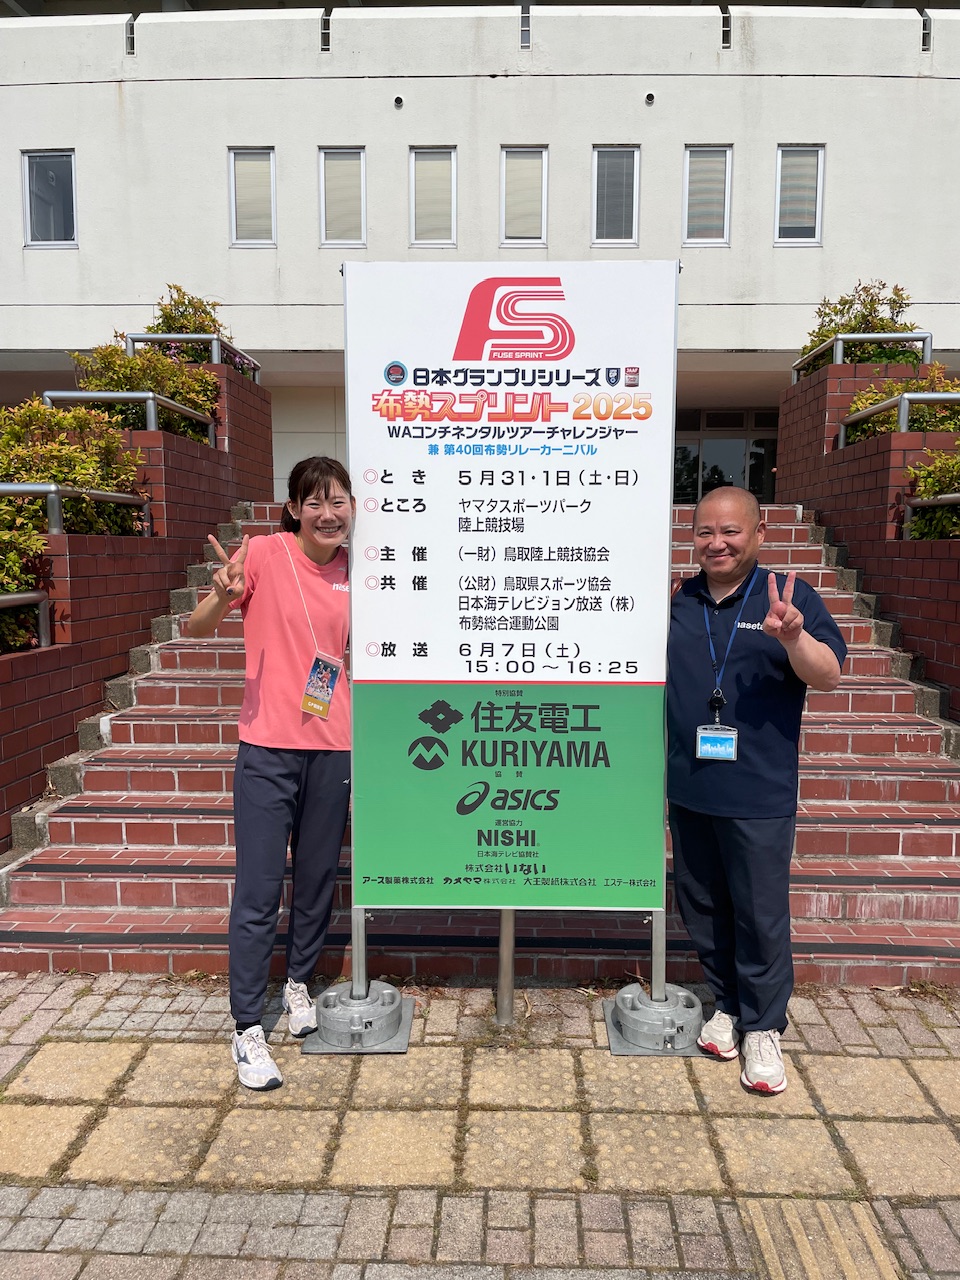 FS
FUSE SPRINT
日本グランプリシリーズ
布勢スプリント2025
WAコンチネンタルツアーチャレンジャー
兼 第40回布勢リレーカーニバル
◎とき 5月31・1日(土・日)
◎ところ ヤマタスポーツパーク
陸上競技場
◎主催 (一財)鳥取陸上競技協会
◎共催 (公財)鳥取県スポーツ協会
日本海テレビジョン放送(株)
布勢総合運動公園
◎放送 6月7日(土)
15:00~16:25
特別協賛
住友電工
KURIYAMA
協賛
asics
運営協力
NISHI
日本海テレビ協賛社
株式会社いない
アース製薬株式会社 カメヤマ株式会社 大王製紙株式会社 エステー株式会社